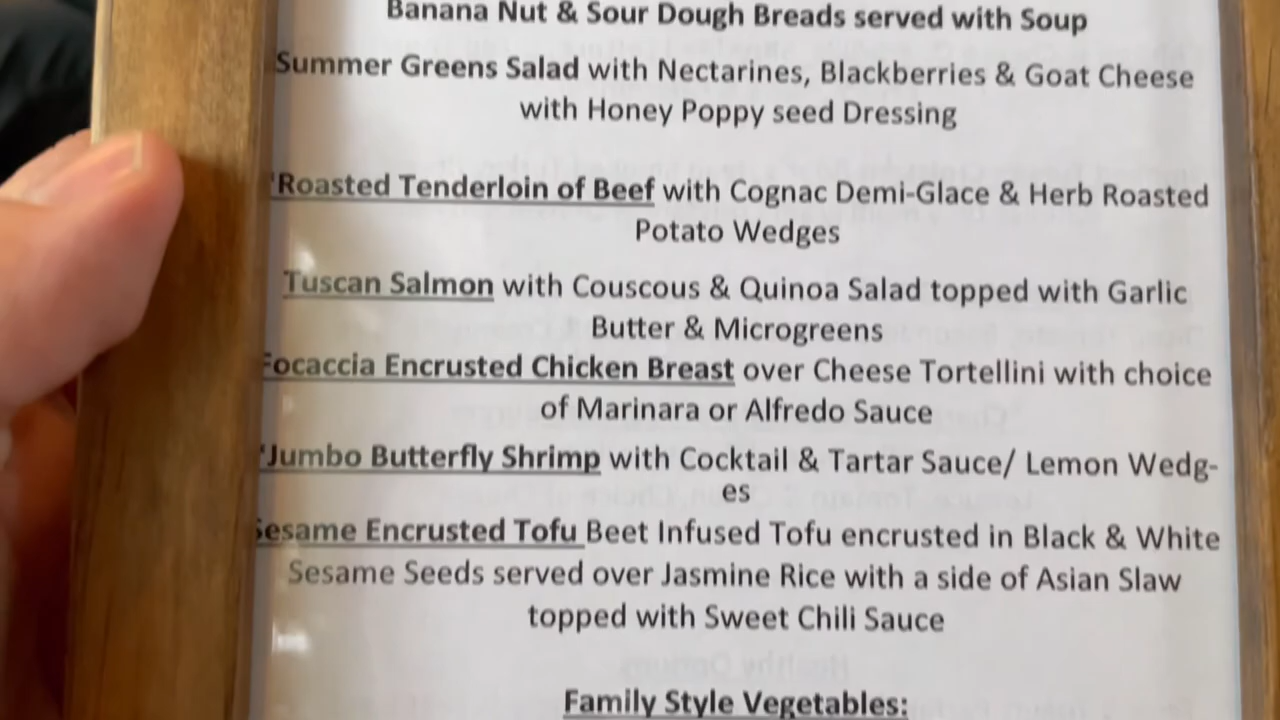 Banana Nut & Sour Dough Breads served with Soup
Summer Greens Salad with Nectarines, Blackberries & Goat Cheese
with Honey Poppy seed Dressing
'Roasted Tenderloin of Beef with Cognac Demi-Glace & Herb Roasted
Potato Wedges
Tuscan Salmon with Couscous & Quinoa Salad topped with Garlic
Butter & Microgreens
Focaccia Encrusted Chicken Breast over Cheese Tortellini with choice
of Marinara or Alfredo Sauce
'Jumbo Butterfly Shrimp with Cocktail & Tartar Sauce/ Lemon Wedg-
es
Sesame Encrusted Tofu Beet Infused Tofu encrusted in Black & White
Sesame Seeds served over Jasmine Rice with a side of Asian Slaw
topped with Sweet Chili Sauce
Family Style Vegetables: